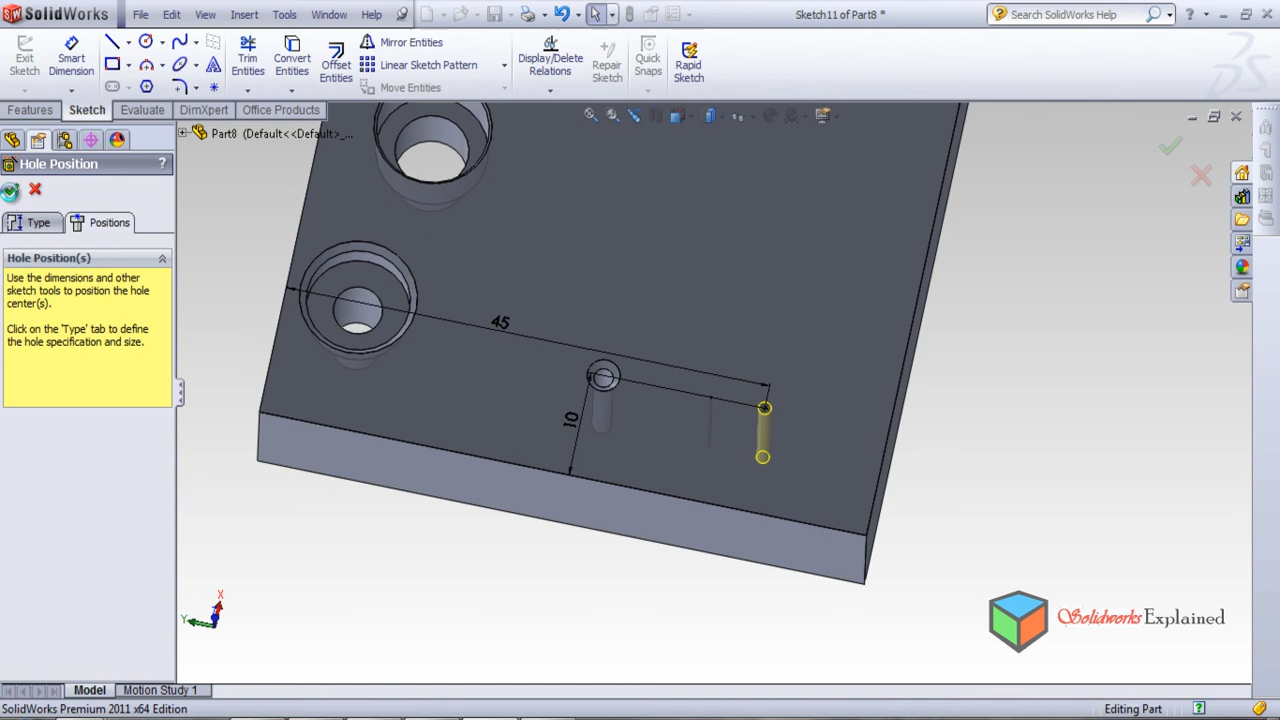 SolidWorks
File Edit View Insert Tools Window Help
Sketch11 of Part8 *
Search SolidWorks Help
?
Exit Sketch
Smart Dimension
Trim Entities
Convert Entities
Offset Entities
Mirror Entities
Linear Sketch Pattern
Move Entities
Display/Delete Relations
Repair Sketch
Quick Snaps
Rapid Sketch
Features Sketch Evaluate DimXpert Office Products
Part8 (Default<<Default>_...
Hole Position ?
Type Positions
Hole Position(s)
Use the dimensions and other
sketch tools to position the hole
center(s).
Click on the 'Type' tab to define
the hole specification and size.
45
10
X
Y
Solidworks Explained
Model Motion Study 1
SolidWorks Premium 2011 x64 Edition
Editing Part ?